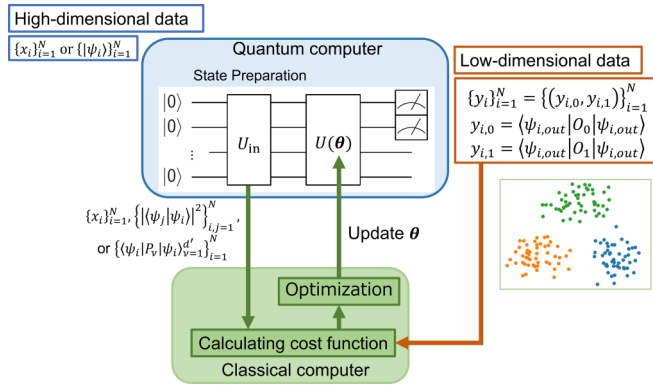 High-dimensional data
{x_i}_{i=1}^N or {|ψ_i⟩}_{i=1}^N
Quantum computer
State Preparation
|0⟩
|0⟩
⋮
|0⟩
U_in
U(θ)
Low-dimensional data
{y_i}_{i=1}^N = {(y_{i,0}, y_{i,1})}_{i=1}^N
y_{i,0} = ⟨ψ_{i,out}|O_0|ψ_{i,out}⟩
y_{i,1} = ⟨ψ_{i,out}|O_1|ψ_{i,out}⟩
{x_i}_{i=1}^N, {|⟨ψ_j|ψ_i⟩|^2}_{i,j=1}^N,
or {⟨ψ_i|P_v|ψ_i⟩_{v=1}^{d'}}_{i=1}^N
Update θ
Optimization
Calculating cost function
Classical computer